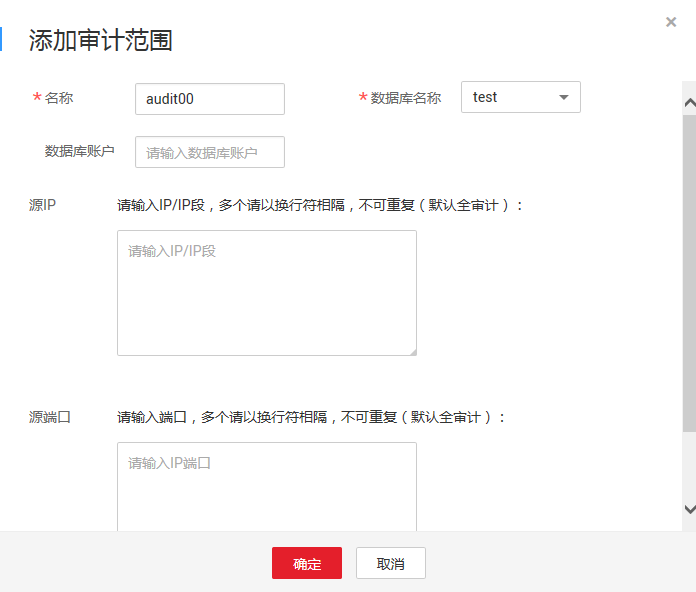 添加审计范围
* 名称 audit00 * 数据库名称 test
数据库账户 请输入数据库账户
源IP 请输入IP/IP段，多个请以换行符相隔，不可重复（默认全审计）：
请输入IP/IP段
源端口 请输入端口，多个请以换行符相隔，不可重复（默认全审计）：
请输入IP端口
确定 取消